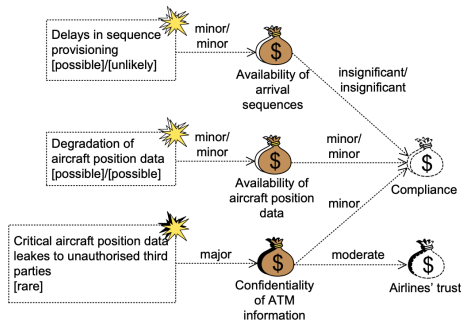 Delays in sequence
provisioning
[possible]/[unlikely]
minor/
minor
$
Availability of
arrival
sequences
insignificant/
insignificant
Degradation of
aircraft position data
[possible]/[possible]
minor/
minor
$
Availability of
aircraft position
data
minor/
minor
$
Compliance
minor
Critical aircraft position data
leakes to unauthorised third
parties
[rare]
major
$
Confidentiality
of ATM
information
moderate
$
Airlines' trust